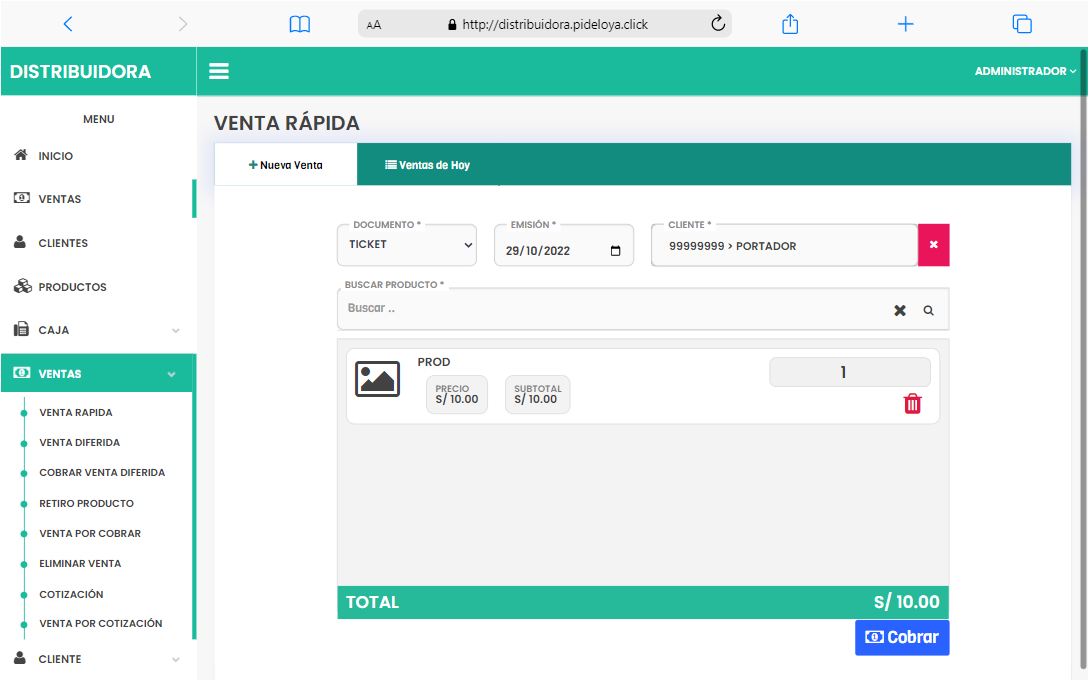 AA http://distribuidora.pideloya.click
DISTRIBUIDORA
ADMINISTRADOR
MENU
INICIO
VENTAS
CLIENTES
PRODUCTOS
CAJA
VENTAS
VENTA RAPIDA
VENTA DIFERIDA
COBRAR VENTA DIFERIDA
RETIRO PRODUCTO
VENTA POR COBRAR
ELIMINAR VENTA
COTIZACIÓN
VENTA POR COTIZACIÓN
CLIENTE
VENTA RÁPIDA
+ Nueva Venta
Ventas de Hoy
DOCUMENTO * EMISIÓN * CLIENTE *
TICKET 29/10/2022 99999999 > PORTADOR
BUSCAR PRODUCTO *
Buscar ..
PROD
1
PRECIO SUBTOTAL
S/ 10.00 S/ 10.00
TOTAL S/ 10.00
Cobrar